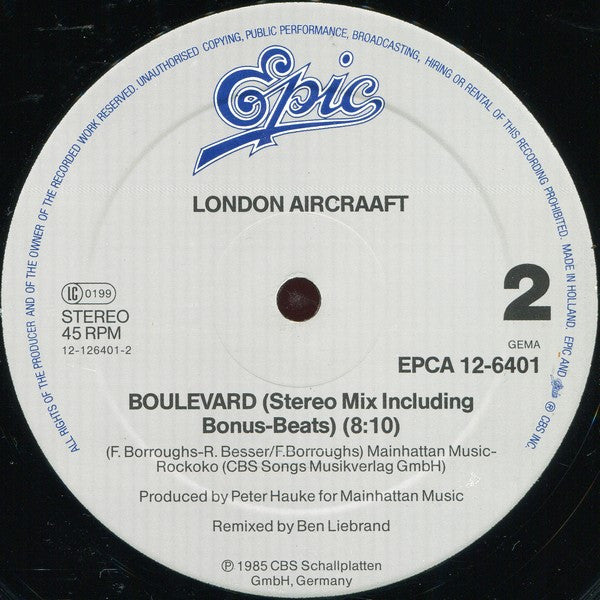 ALL RIGHTS OF THE PRODUCER AND OF THE OWNER OF THE RECORDED WORK RESERVED. UNAUTHORISED COPYING, PUBLIC PERFORMANCE, BROADCASTING, HIRING OR RENTAL OF THIS RECORDING PROHIBITED. MADE IN HOLLAND. EPIC AND Epic ® CBS INC.
Epic
LONDON AIRCRAAFT
LC 0199
STEREO
45 RPM
12-126401-2
2
GEMA
EPCA 12-6401
BOULEVARD (Stereo Mix Including
Bonus-Beats) (8:10)
(F. Borroughs-R. Besser/F.Borroughs) Mainhattan Music-
Rockoko (CBS Songs Musikverlag GmbH)
Produced by Peter Hauke for Mainhattan Music
Remixed by Ben Liebrand
℗ 1985 CBS Schallplatten
GmbH, Germany